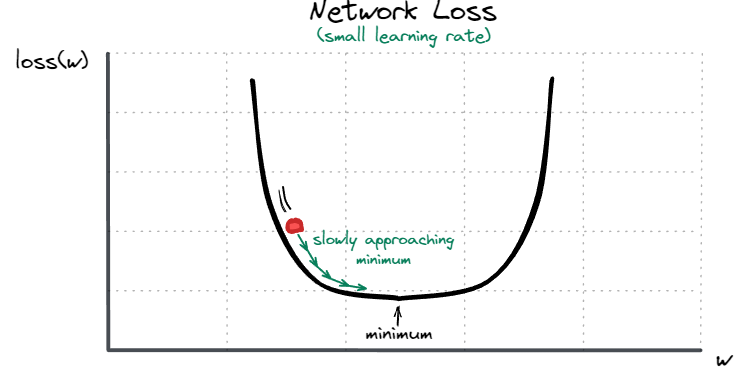 Network Loss
(small learning rate)
loss(w)
slowly approaching
minimum
minimum
w